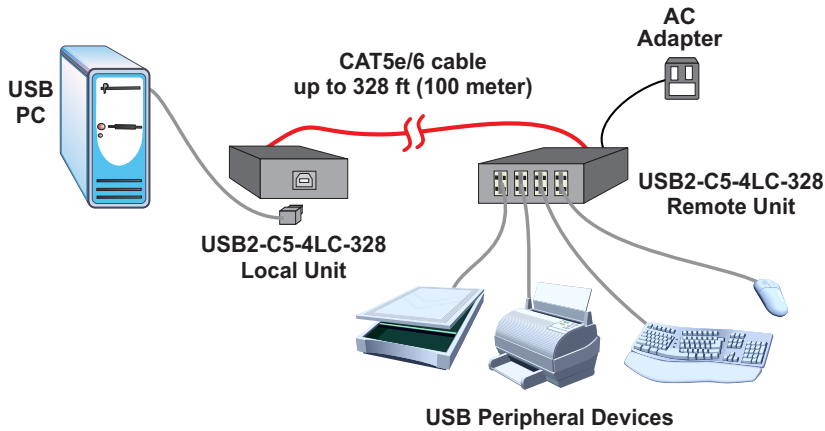 AC
Adapter
CAT5e/6 cable
up to 328 ft (100 meter)
USB
PC
USB2-C5-4LC-328
Remote Unit
USB2-C5-4LC-328
Local Unit
USB Peripheral Devices